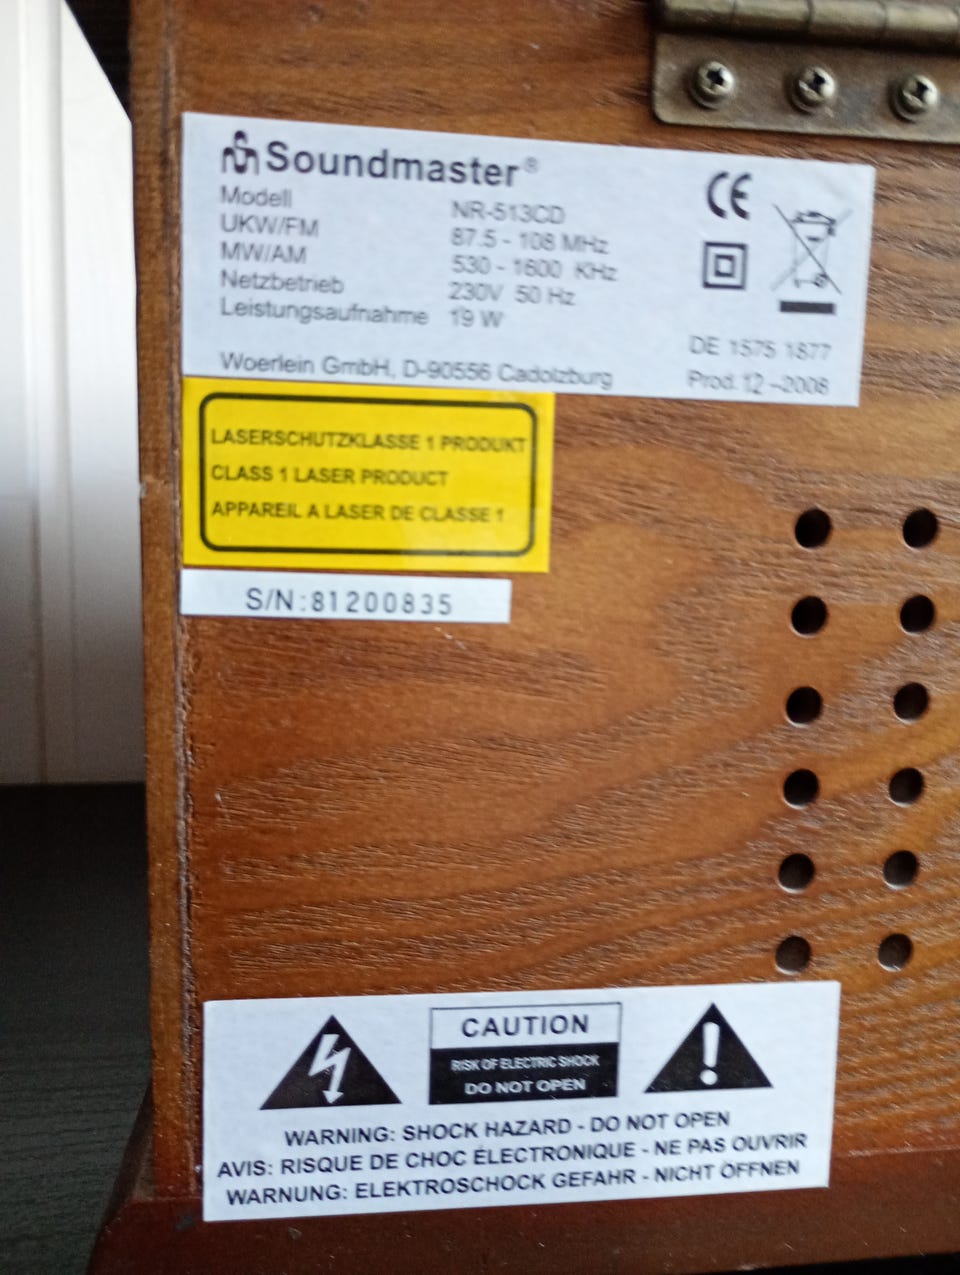 Soundmaster®
Modell NR-513CD
UKW/FM 87.5 - 108 MHz
MW/AM 530 - 1600 KHz
Netzbetrieb 230V 50 Hz
Leistungsaufnahme 19 W
Woerlein GmbH, D-90556 Cadolzburg
CE
DE 1575 1877
Prod. 12 -2008
LASERSCHUTZKLASSE 1 PRODUKT
CLASS 1 LASER PRODUCT
APPAREIL A LASER DE CLASSE 1
S/N:81200835
CAUTION
RISK OF ELECTRIC SHOCK
DO NOT OPEN
WARNING: SHOCK HAZARD - DO NOT OPEN
AVIS: RISQUE DE CHOC ÉLECTRONIQUE - NE PAS OUVRIR
WARNUNG: ELEKTROSCHOCK GEFAHR - NICHT ÖFFNEN